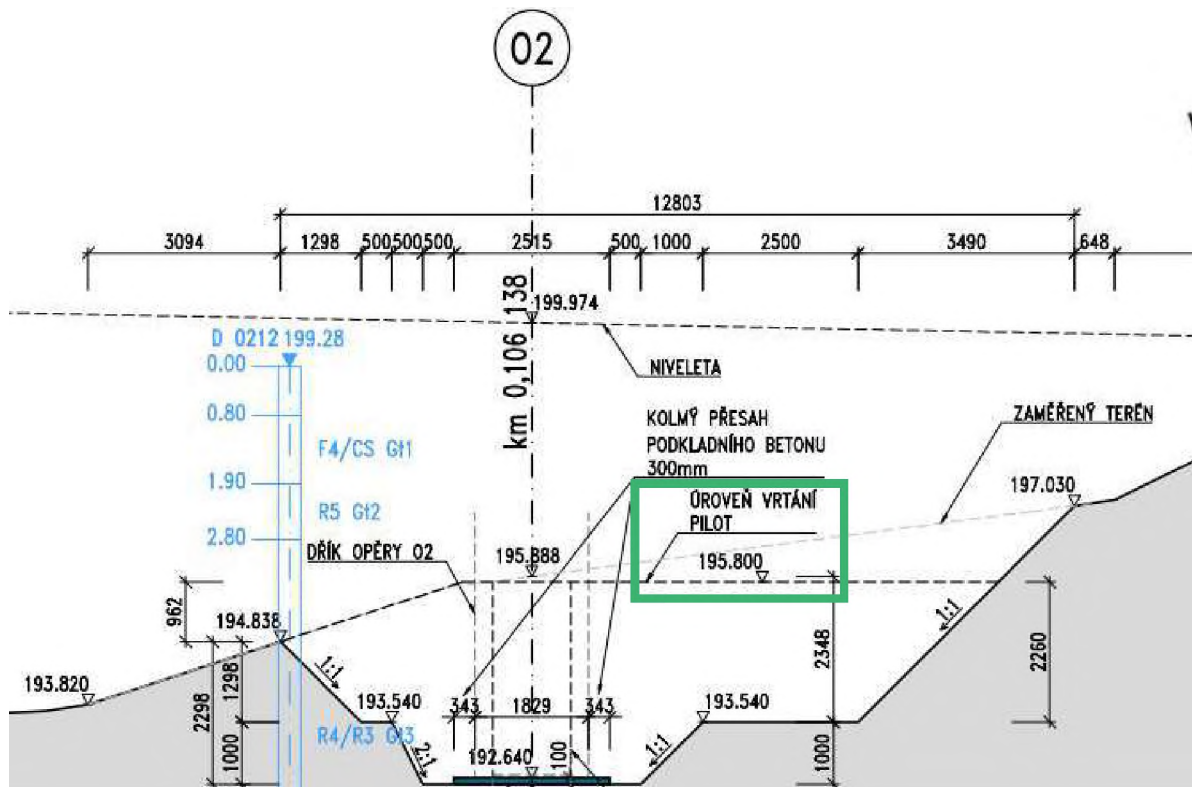 02
12803
3094 1298 500 500 500 2515 500 1000 2500 3490 648
199.974
km 0,106 138
D 0212 199.28
0.00
NIVELETA
0.80
KOLMÝ PŘESAH
PODKLADNÍHO BETONU
300mm
ZAMĚŘENÝ TERÉN
F4/CS Gt1
1.90
197.030
ÚROVEŇ VRTÁNÍ
PILOT
R5 Gt2
2.80
DŘÍK OPĚRY 02
195.888
195.800
962
194.838
1:1
1:1
2348
2260
193.820
1298
2298
193.540
343 1829 343
193.540
R4/R3 Gt3
1000
2:1
192.640
100
1:1
1000